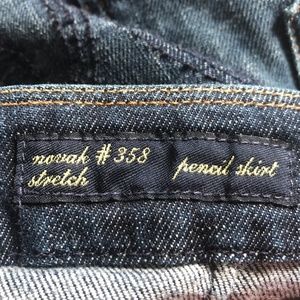 novak # 358 pencil skirt
stretch